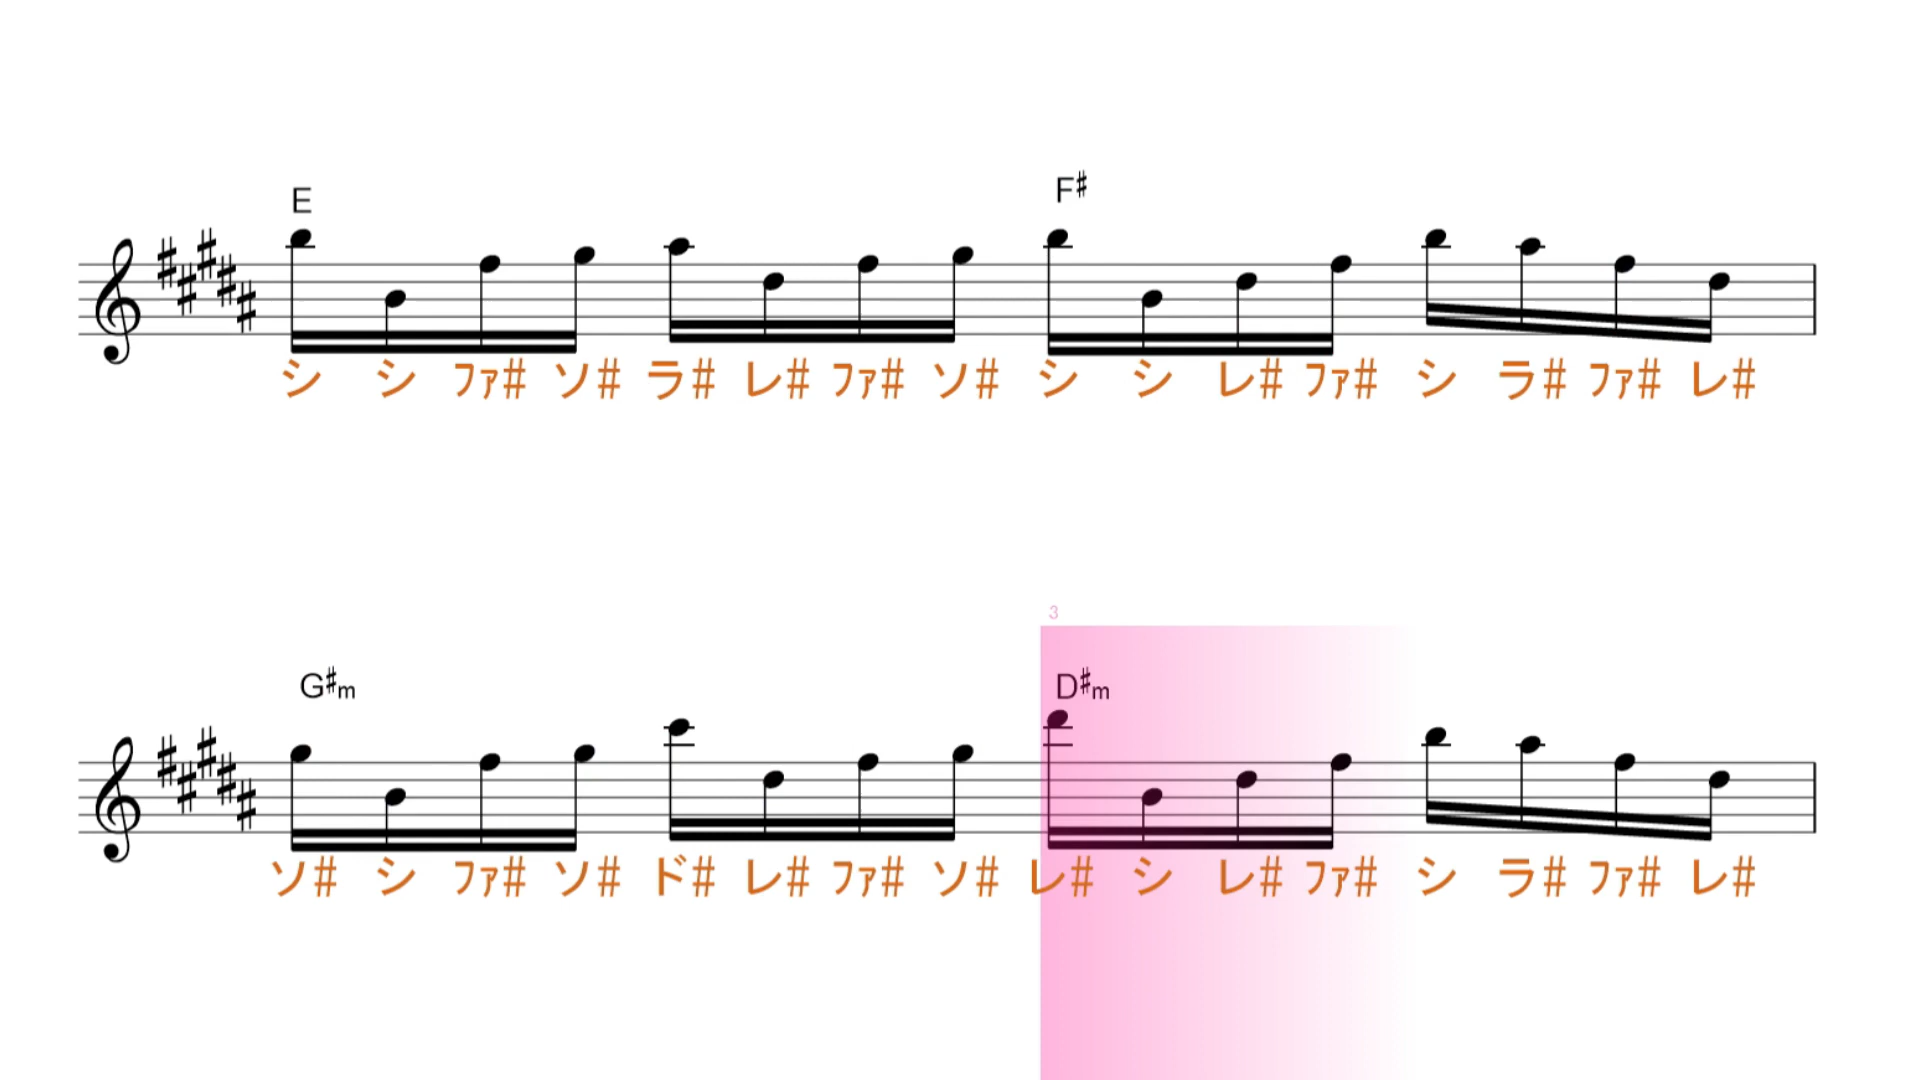 E F♯
シ シ ファ# ソ# ラ# レ# ファ# ソ# シ シ レ# ファ# シ ラ# ファ# レ#
3
G♯m D♯m
ソ# シ ファ# ソ# ド# レ# ファ# ソ# レ# シ レ# ファ# シ ラ# ファ# レ#